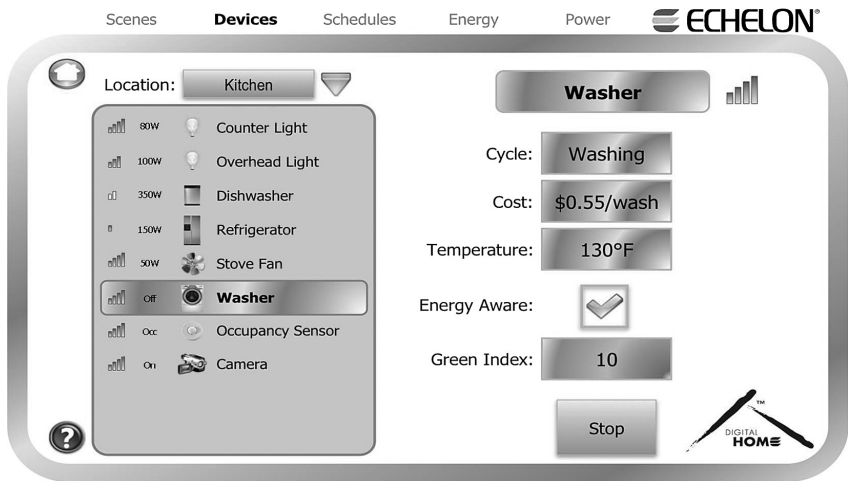 Scenes Devices Schedules Energy Power ECHELON®
Location: Kitchen
80W Counter Light
100W Overhead Light
350W Dishwasher
150W Refrigerator
50W Stove Fan
Off Washer
Occ Occupancy Sensor
On Camera
Washer
Cycle: Washing
Cost: $0.55/wash
Temperature: 130°F
Energy Aware:
Green Index: 10
Stop
?
TM
DIGITAL
HOME